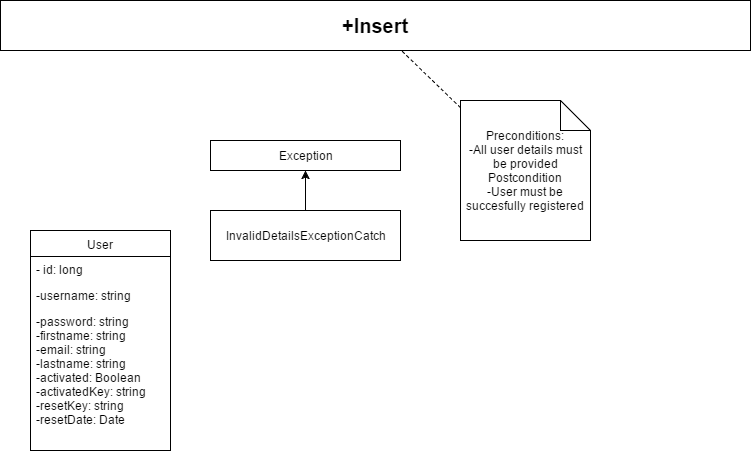 +Insert
Preconditions:
-All user details must
be provided
Postcondition
-User must be
succesfully registered
Exception
InvalidDetailsExceptionCatch
User
- id: long
-username: string
-password: string
-firstname: string
-email: string
-lastname: string
-activated: Boolean
-activatedKey: string
-resetKey: string
-resetDate: Date